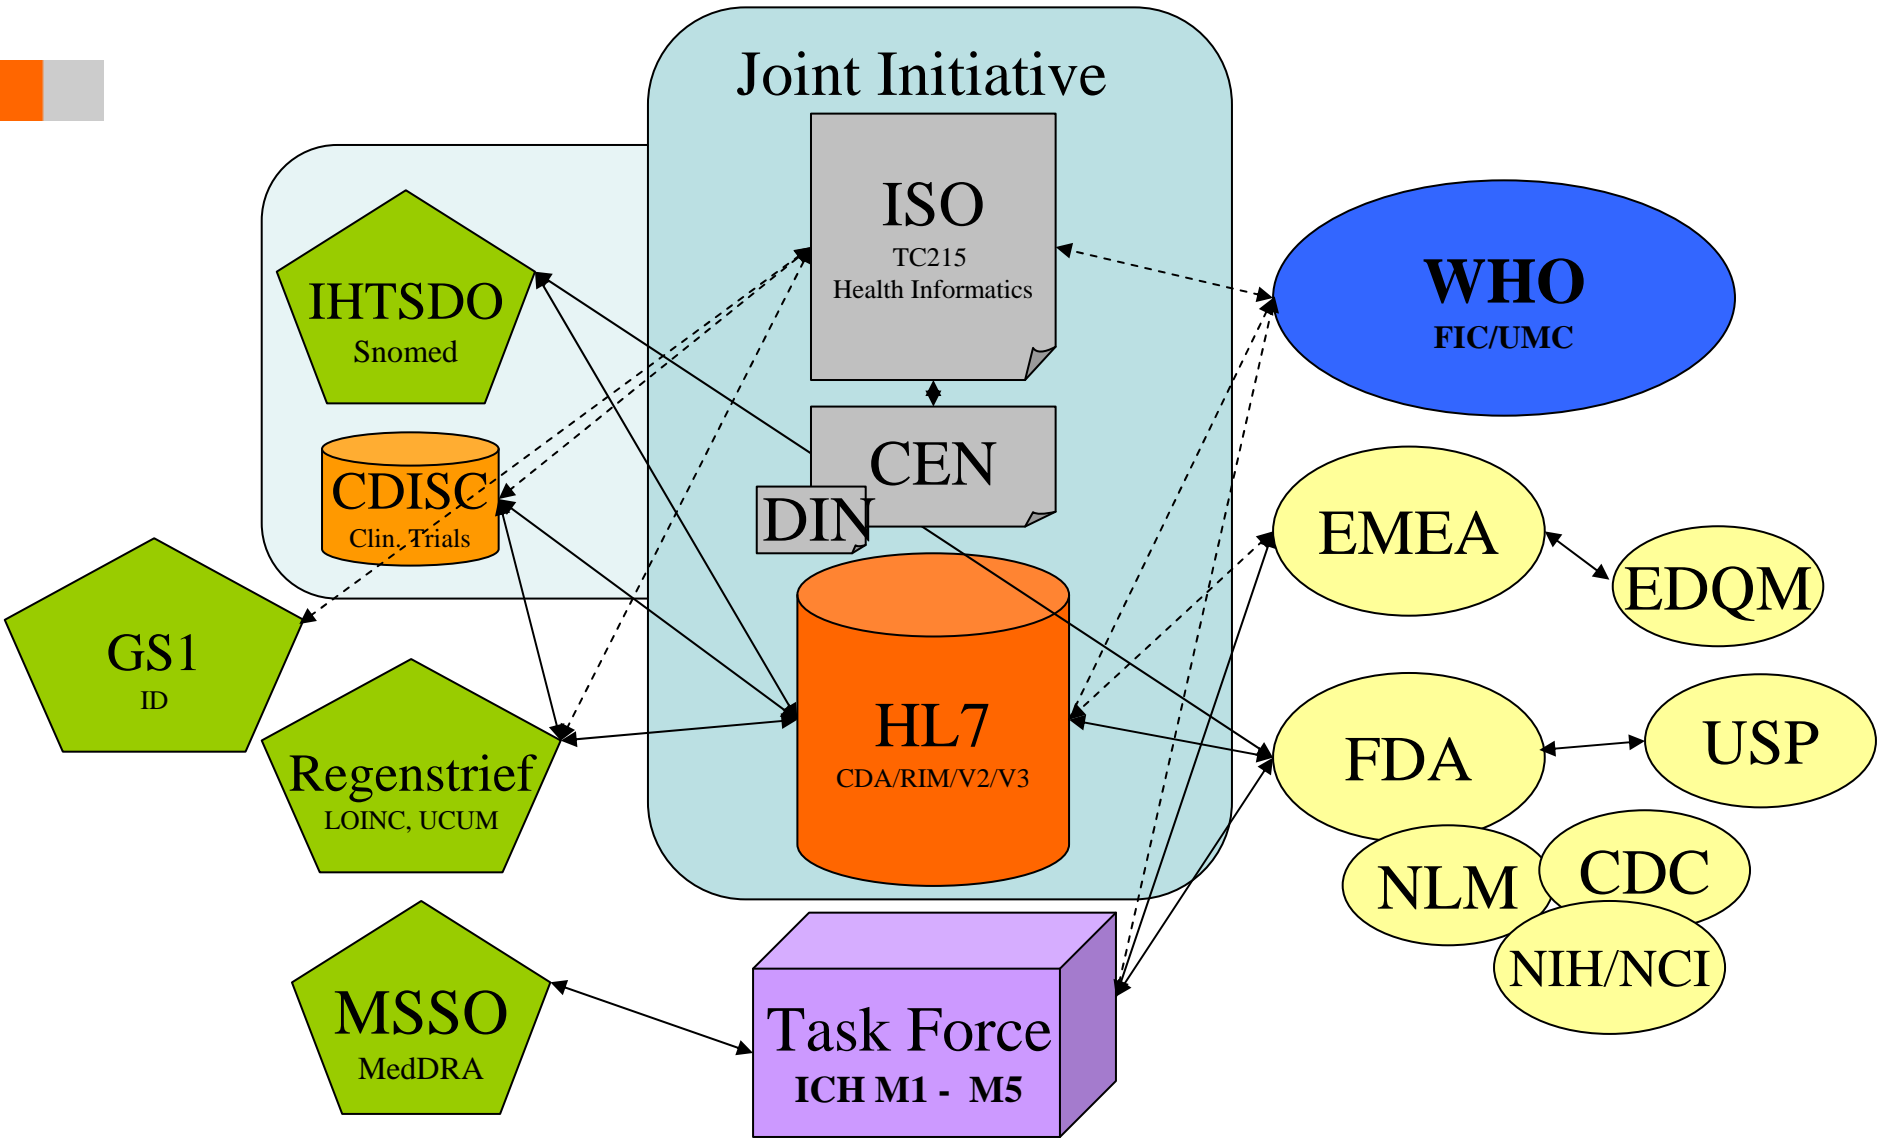 Joint Initiative
ISO
TC215
Health Informatics
WHO
FIC/UMC
IHTSDO
Snomed
CEN
DIN
CDISC
Clin. Trials
EMEA
EDQM
GS1
ID
HL7
CDA/RIM/V2/V3
FDA
USP
Regenstrief
LOINC, UCUM
NLM
CDC
NIH/NCI
MSSO
MedDRA
Task Force
ICH M1 - M5